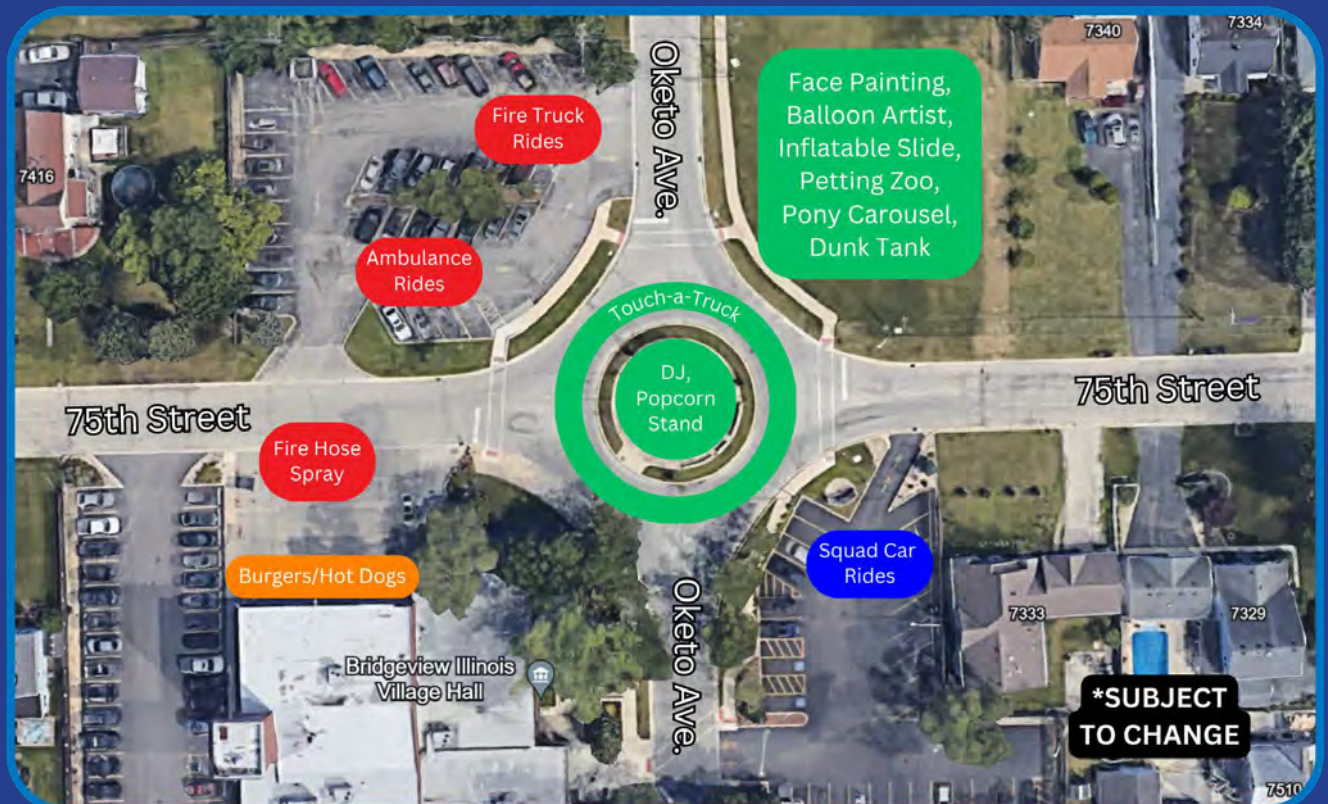 7340
7334
Oketo Ave.
Face Painting,
Balloon Artist,
Inflatable Slide,
Petting Zoo,
Pony Carousel,
Dunk Tank
Fire Truck
Rides
7416
Ambulance
Rides
Touch-a-Truck
DJ,
Popcorn
Stand
75th Street
75th Street
Fire Hose
Spray
Squad Car
Rides
Burgers/Hot Dogs
Oketo Ave.
7333
7329
Bridgeview Illinois
Village Hall
*SUBJECT
TO CHANGE
7510